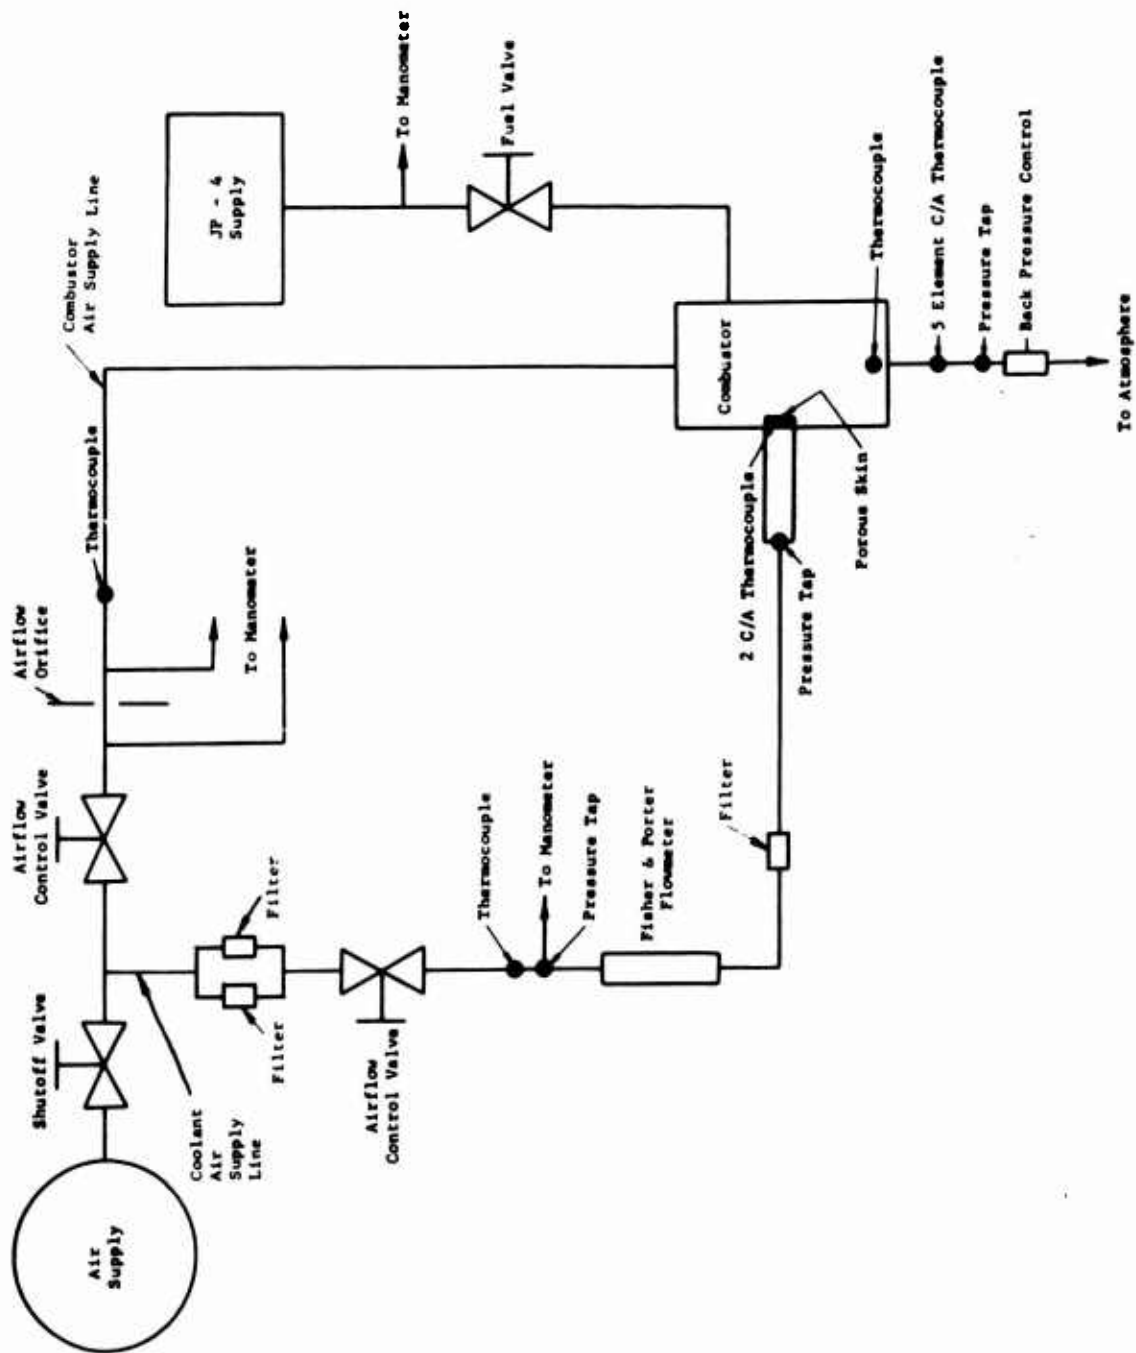 Air
Supply
Shutoff Valve
Coolant
Air
Supply
Line
Filter
Filter
Airflow
Control Valve
Airflow
Control Valve
Airflow
Orifice
To Manometer
Thermocouple
Combustor
Air Supply Line
JP - 4
Supply
To Manometer
Fuel Valve
Thermocouple
To Manometer
Pressure Tap
Fisher & Porter
Flowmeter
Filter
Pressure Tap
2 C/A Thermocouple
Porous Skin
Combustor
Thermocouple
5 Element C/A Thermocouple
Pressure Tap
Back Pressure Control
To Atmosphere